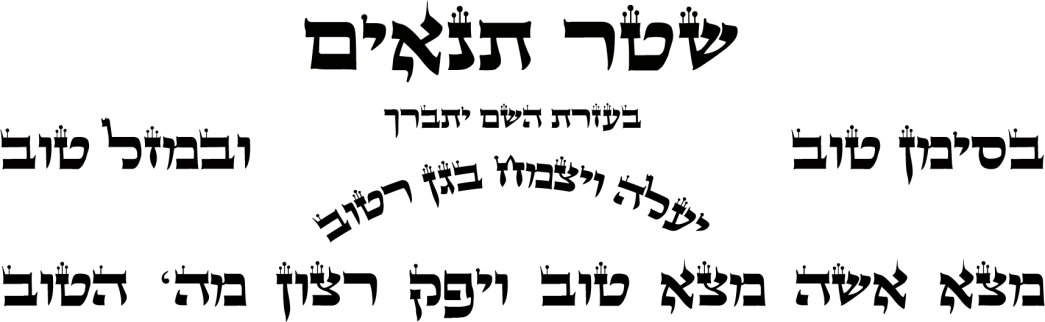 שטר תנאים
בעזרת השם יתברך
בסימן טוב
ובמזל טוב
יעלה ויצמח בגן רטוב
מצא אשה מצא טוב ויפק רצון מה׳ הטוב